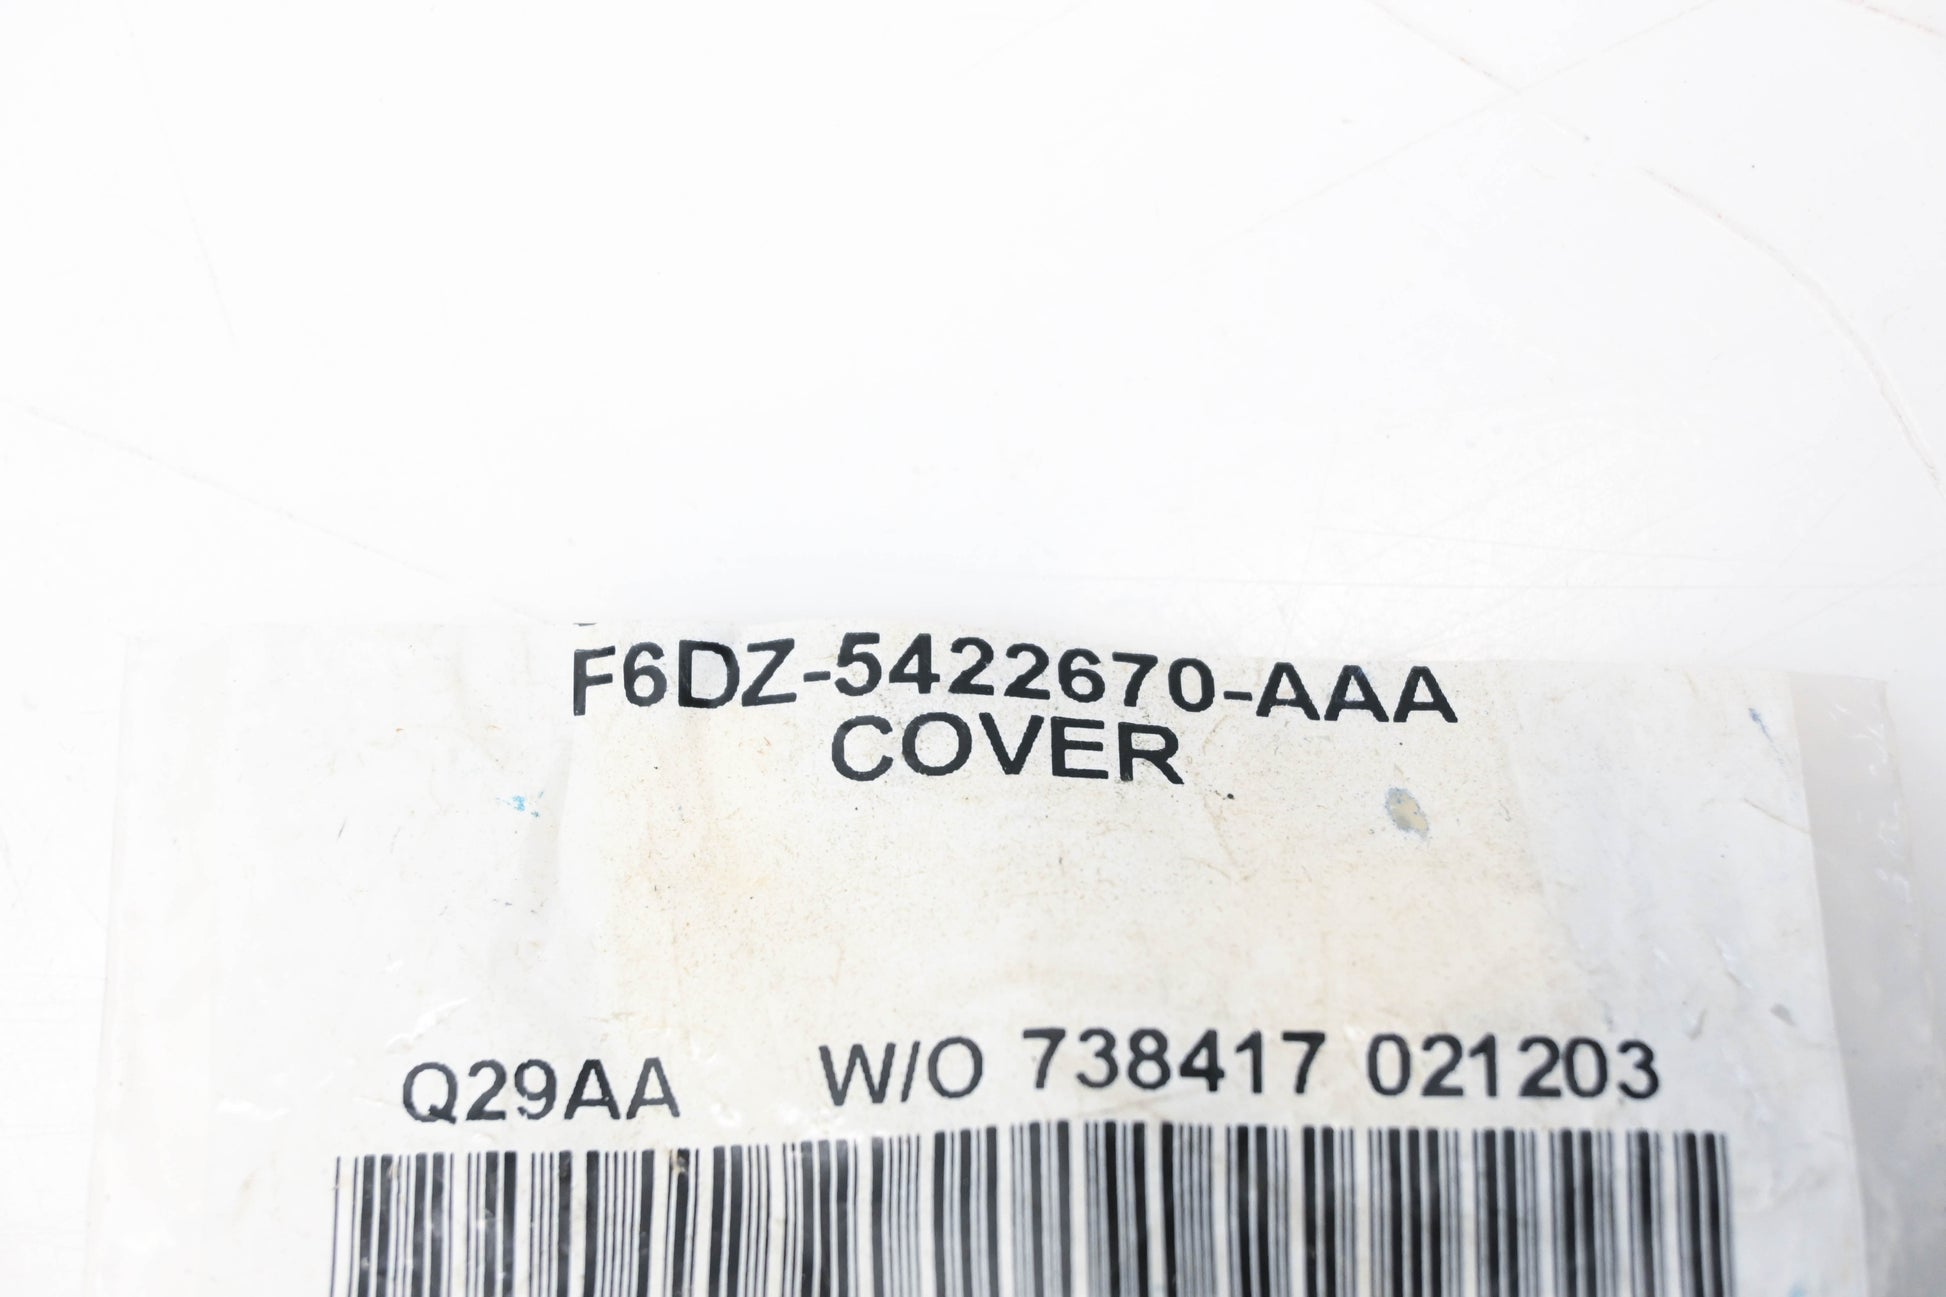 F6DZ-5422670-AAA
COVER
Q29AA W/O 738417 021203